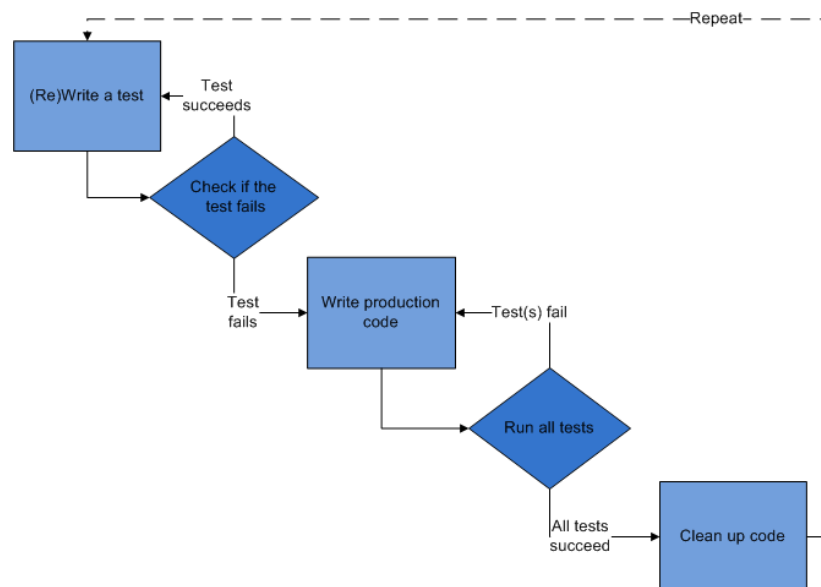 Repeat
(Re)Write a test
Test
succeeds
Check if the
test fails
Test
fails
Write production
code
Test(s) fail
Run all tests
All tests
succeed
Clean up code